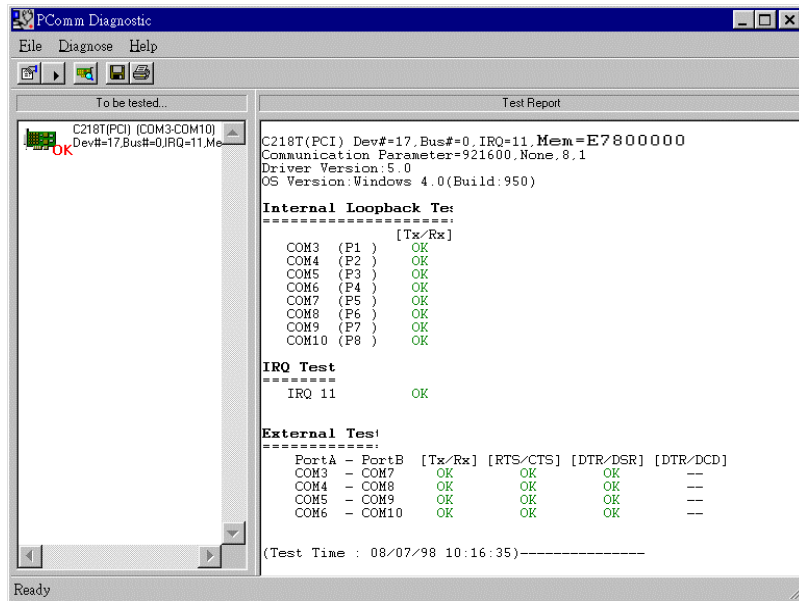 PComm Diagnostic
File Diagnose Help
To be tested...
C218T(PCI) (COM3-COM10)
Dev#=17,Bus#=0,IRQ=11,Me
OK
Test Report
C218T(PCI) Dev#=17,Bus#=0,IRQ=11,Mem=E7800000
Communication Parameter=921600,None,8,1
Driver Version:5.0
OS Version:Windows 4.0(Build:950)
Internal Loopback Tes
=======================
[Tx/Rx]
COM3 (P1 ) OK
COM4 (P2 ) OK
COM5 (P3 ) OK
COM6 (P4 ) OK
COM7 (P5 ) OK
COM8 (P6 ) OK
COM9 (P7 ) OK
COM10 (P8 ) OK
IRQ Test
========
IRQ 11 OK
External Test
=============
PortA - PortB [Tx/Rx] [RTS/CTS] [DTR/DSR] [DTR/DCD]
COM3 - COM7 OK OK OK --
COM4 - COM8 OK OK OK --
COM5 - COM9 OK OK OK --
COM6 - COM10 OK OK OK --
(Test Time : 08/07/98 10:16:35)---------------
Ready